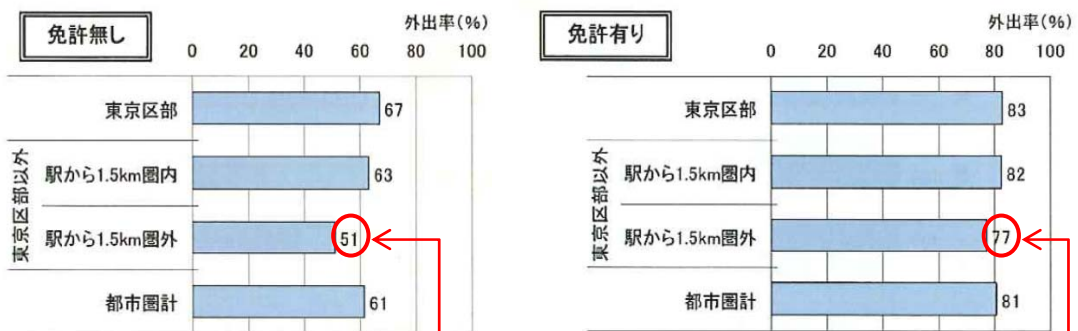 免許無し
外出率(%)
0 20 40 60 80 100
東京区部 67
東京区部以外
駅から1.5km圏内 63
駅から1.5km圏外 51
都市圏計 61
免許有り
外出率(%)
0 20 40 60 80 100
東京区部 83
東京区部以外
駅から1.5km圏内 82
駅から1.5km圏外 77
都市圏計 81